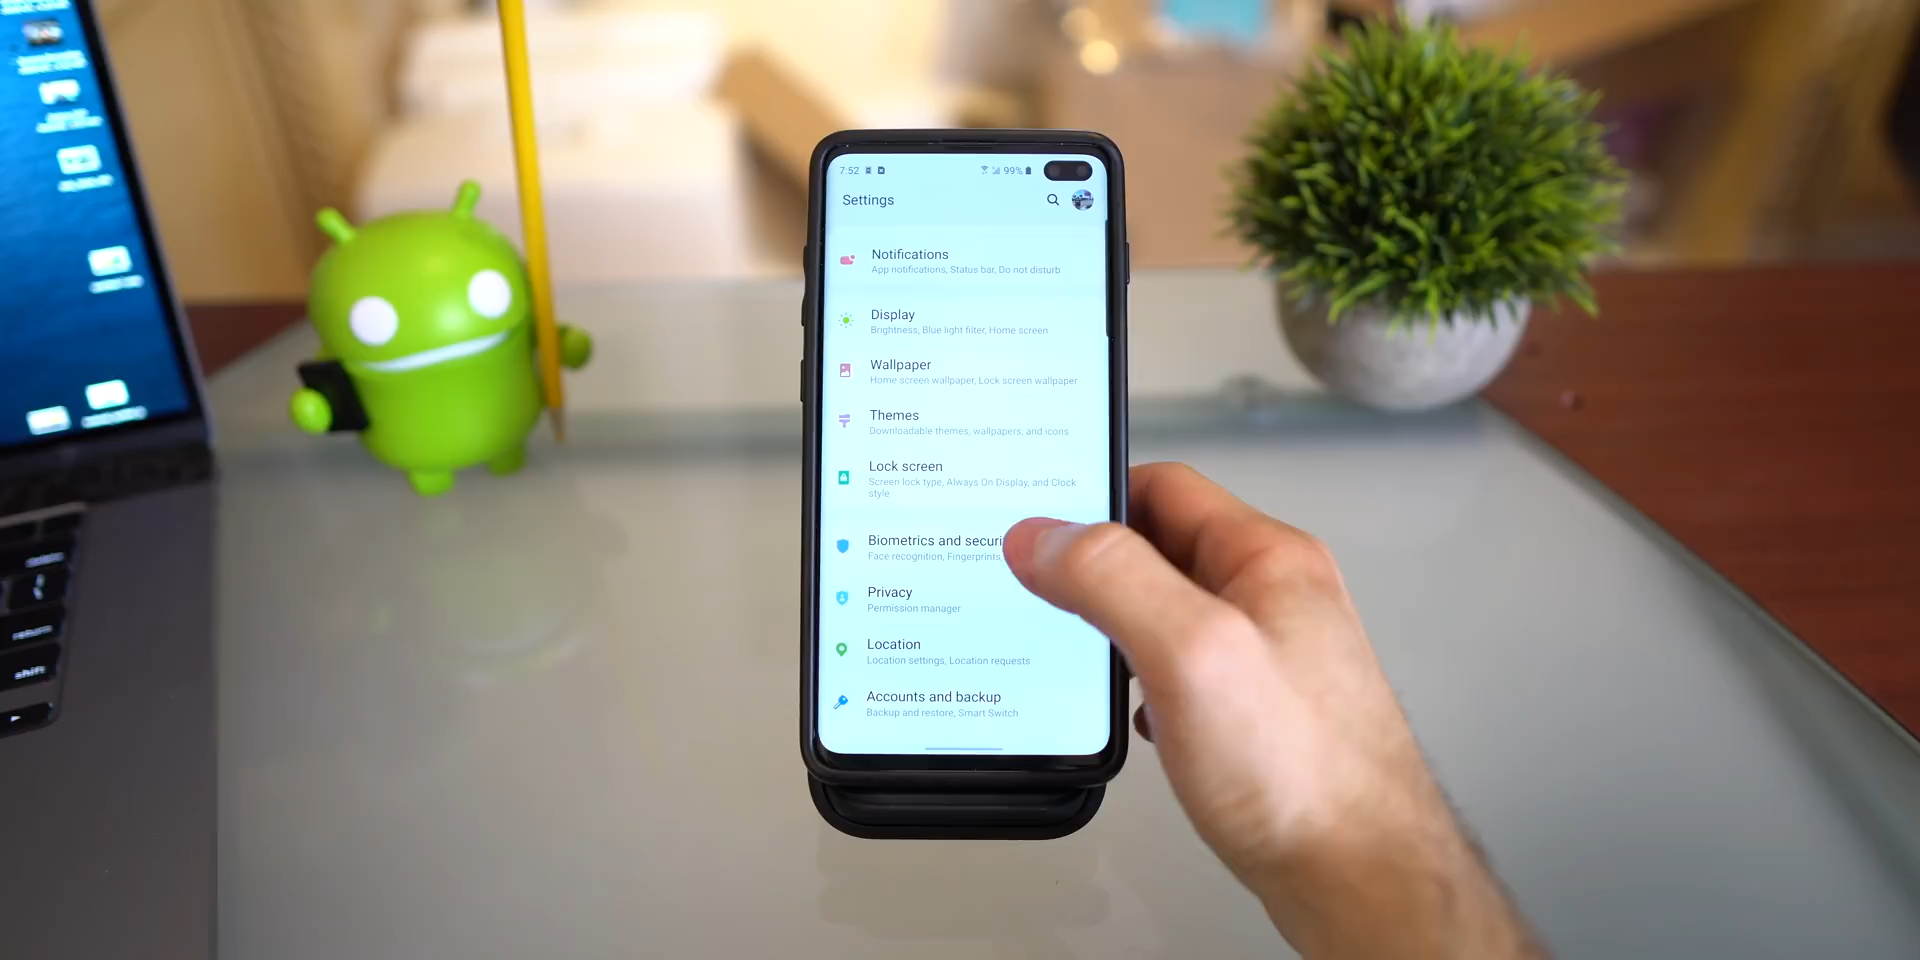 7:52
99%
Settings
Notifications
App notifications, Status bar, Do not disturb
Display
Brightness, Blue light filter, Home screen
Wallpaper
Home screen wallpaper, Lock screen wallpaper
Themes
Downloadable themes, wallpapers, and icons
Lock screen
Screen lock type, Always On Display, and Clock
style
Biometrics and securi
Face recognition, Fingerprints,
Privacy
Permission manager
Location
Location settings, Location requests
Accounts and backup
Backup and restore, Smart Switch
return
shift